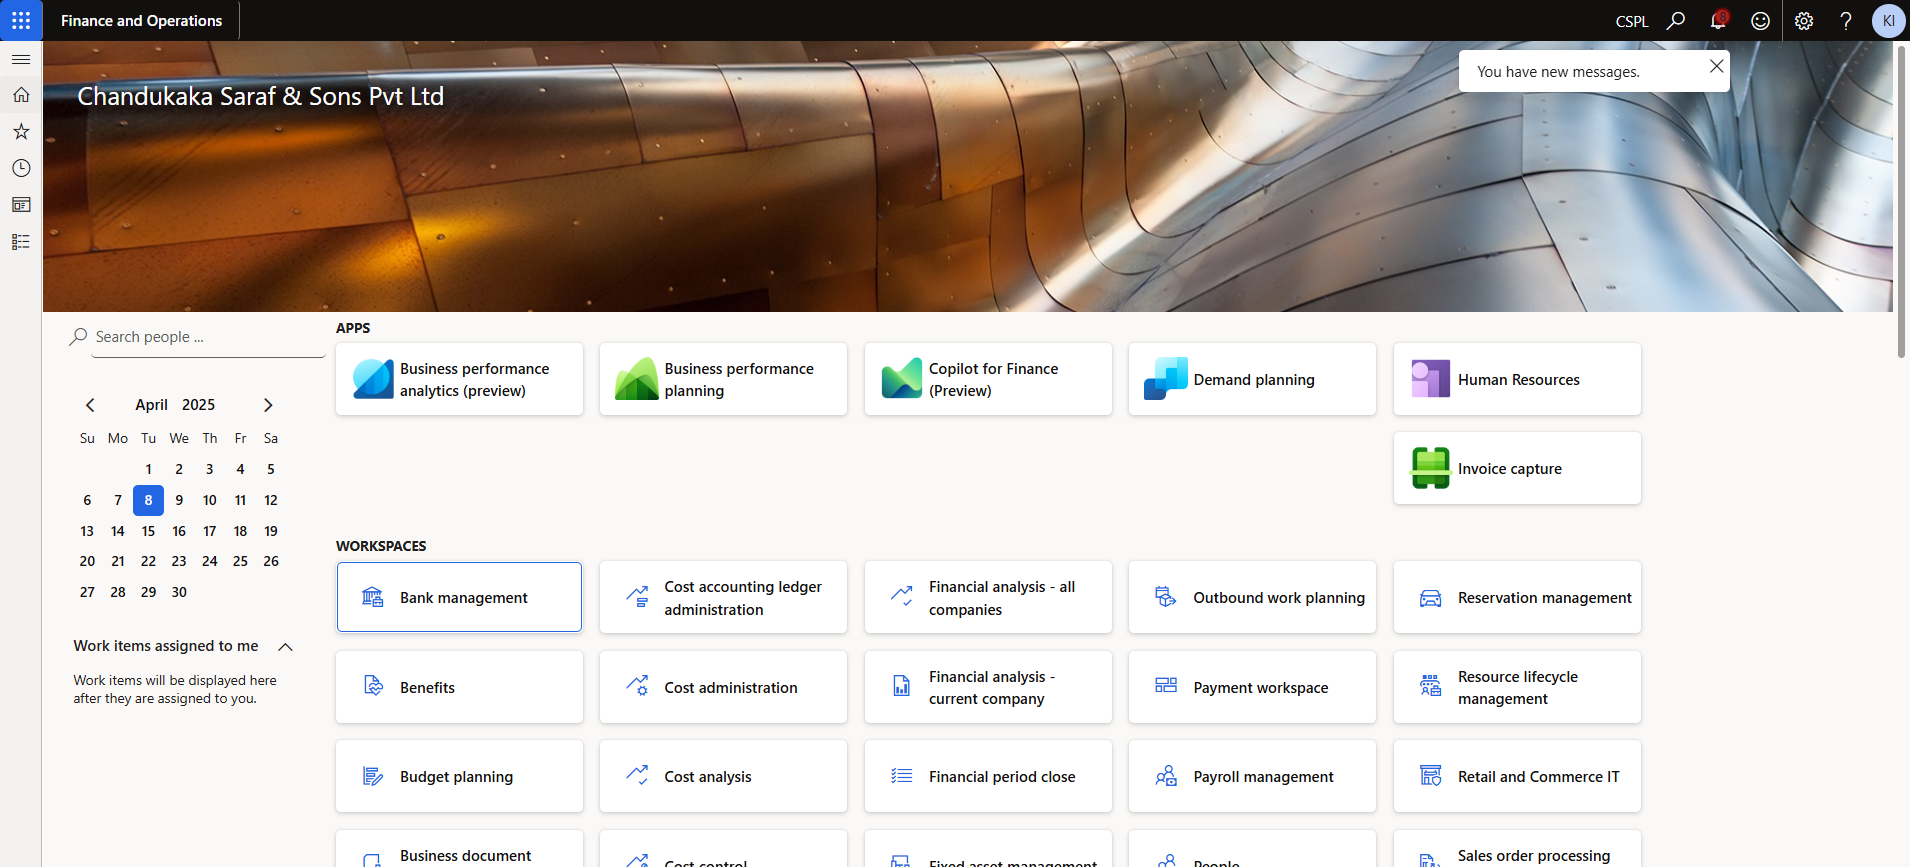 Finance and Operations
CSPL
8
?
KI
You have new messages.
Chandukaka Saraf & Sons Pvt Ltd
Search people ...
April 2025
Su Mo Tu We Th Fr Sa
1 2 3 4 5
6 7 8 9 10 11 12
13 14 15 16 17 18 19
20 21 22 23 24 25 26
27 28 29 30
Work items assigned to me
Work items will be displayed here
after they are assigned to you.
APPS
Business performance
analytics (preview)
Business performance
planning
Copilot for Finance
(Preview)
Demand planning
Human Resources
Invoice capture
WORKSPACES
Bank management
Cost accounting ledger
administration
Financial analysis - all
companies
Outbound work planning
Reservation management
Benefits
Cost administration
Financial analysis -
current company
Payment workspace
Resource lifecycle
management
Budget planning
Cost analysis
Financial period close
Payroll management
Retail and Commerce IT
Business document
Cost control
Fixed asset management
People
Sales order processing